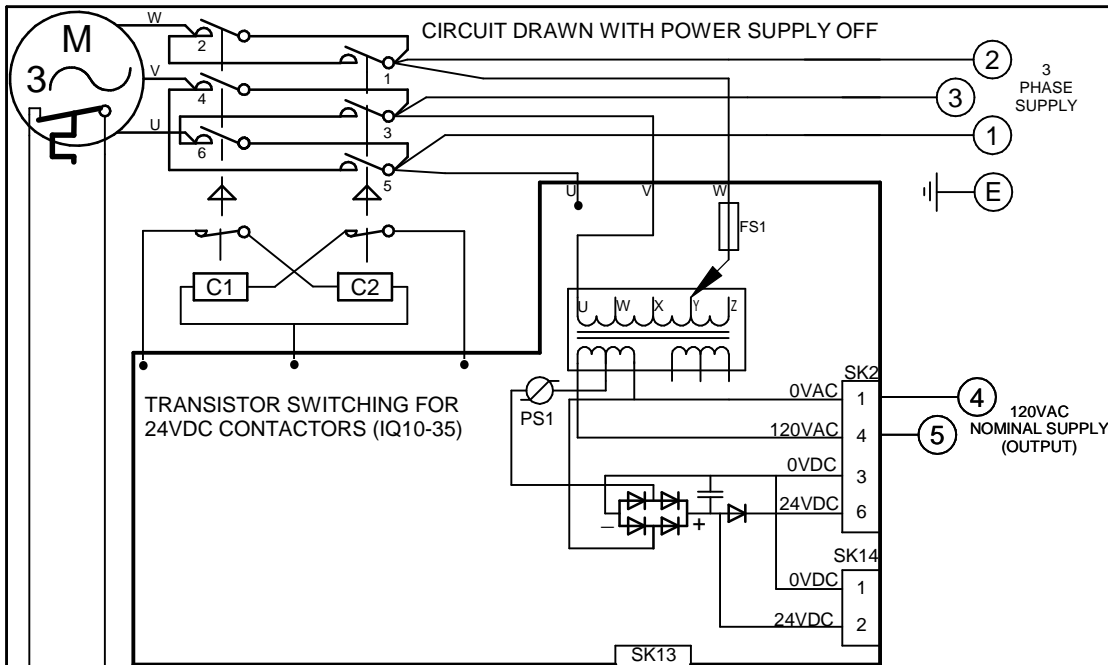 CIRCUIT DRAWN WITH POWER SUPPLY OFF
M
3
W
V
U
2
4
6
1
3
5
2
3
1
E
3
PHASE
SUPPLY
U
V
W
FS1
C1
C2
U W X Y Z
PS1
TRANSISTOR SWITCHING FOR
24VDC CONTACTORS (IQ10-35)
SK2
0VAC 1
120VAC 4
0VDC 3
24VDC 6
4
5
120VAC
NOMINAL SUPPLY
(OUTPUT)
− +
SK14
0VDC 1
24VDC 2
SK13